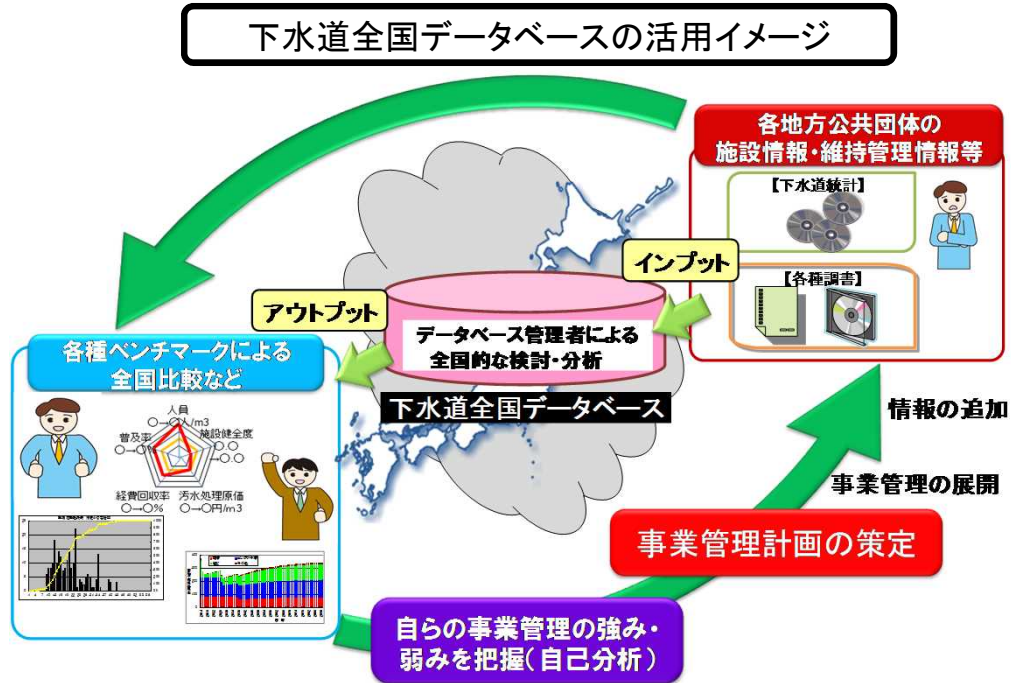 下水道全国データベースの活用イメージ
各地方公共団体の
施設情報・維持管理情報等
【下水道統計】
【各種調書】
インプット
アウトプット
データベース管理者による
全国的な検討・分析
下水道全国データベース
各種ベンチマークによる
全国比較など
人員
○→○人/m3
普及率
○→○%
施設健全度
○.○
→○.○
経費回収率
○→○%
汚水処理原価
○→○円/m3
情報の追加
事業管理の展開
事業管理計画の策定
自らの事業管理の強み・
弱みを把握(自己分析)